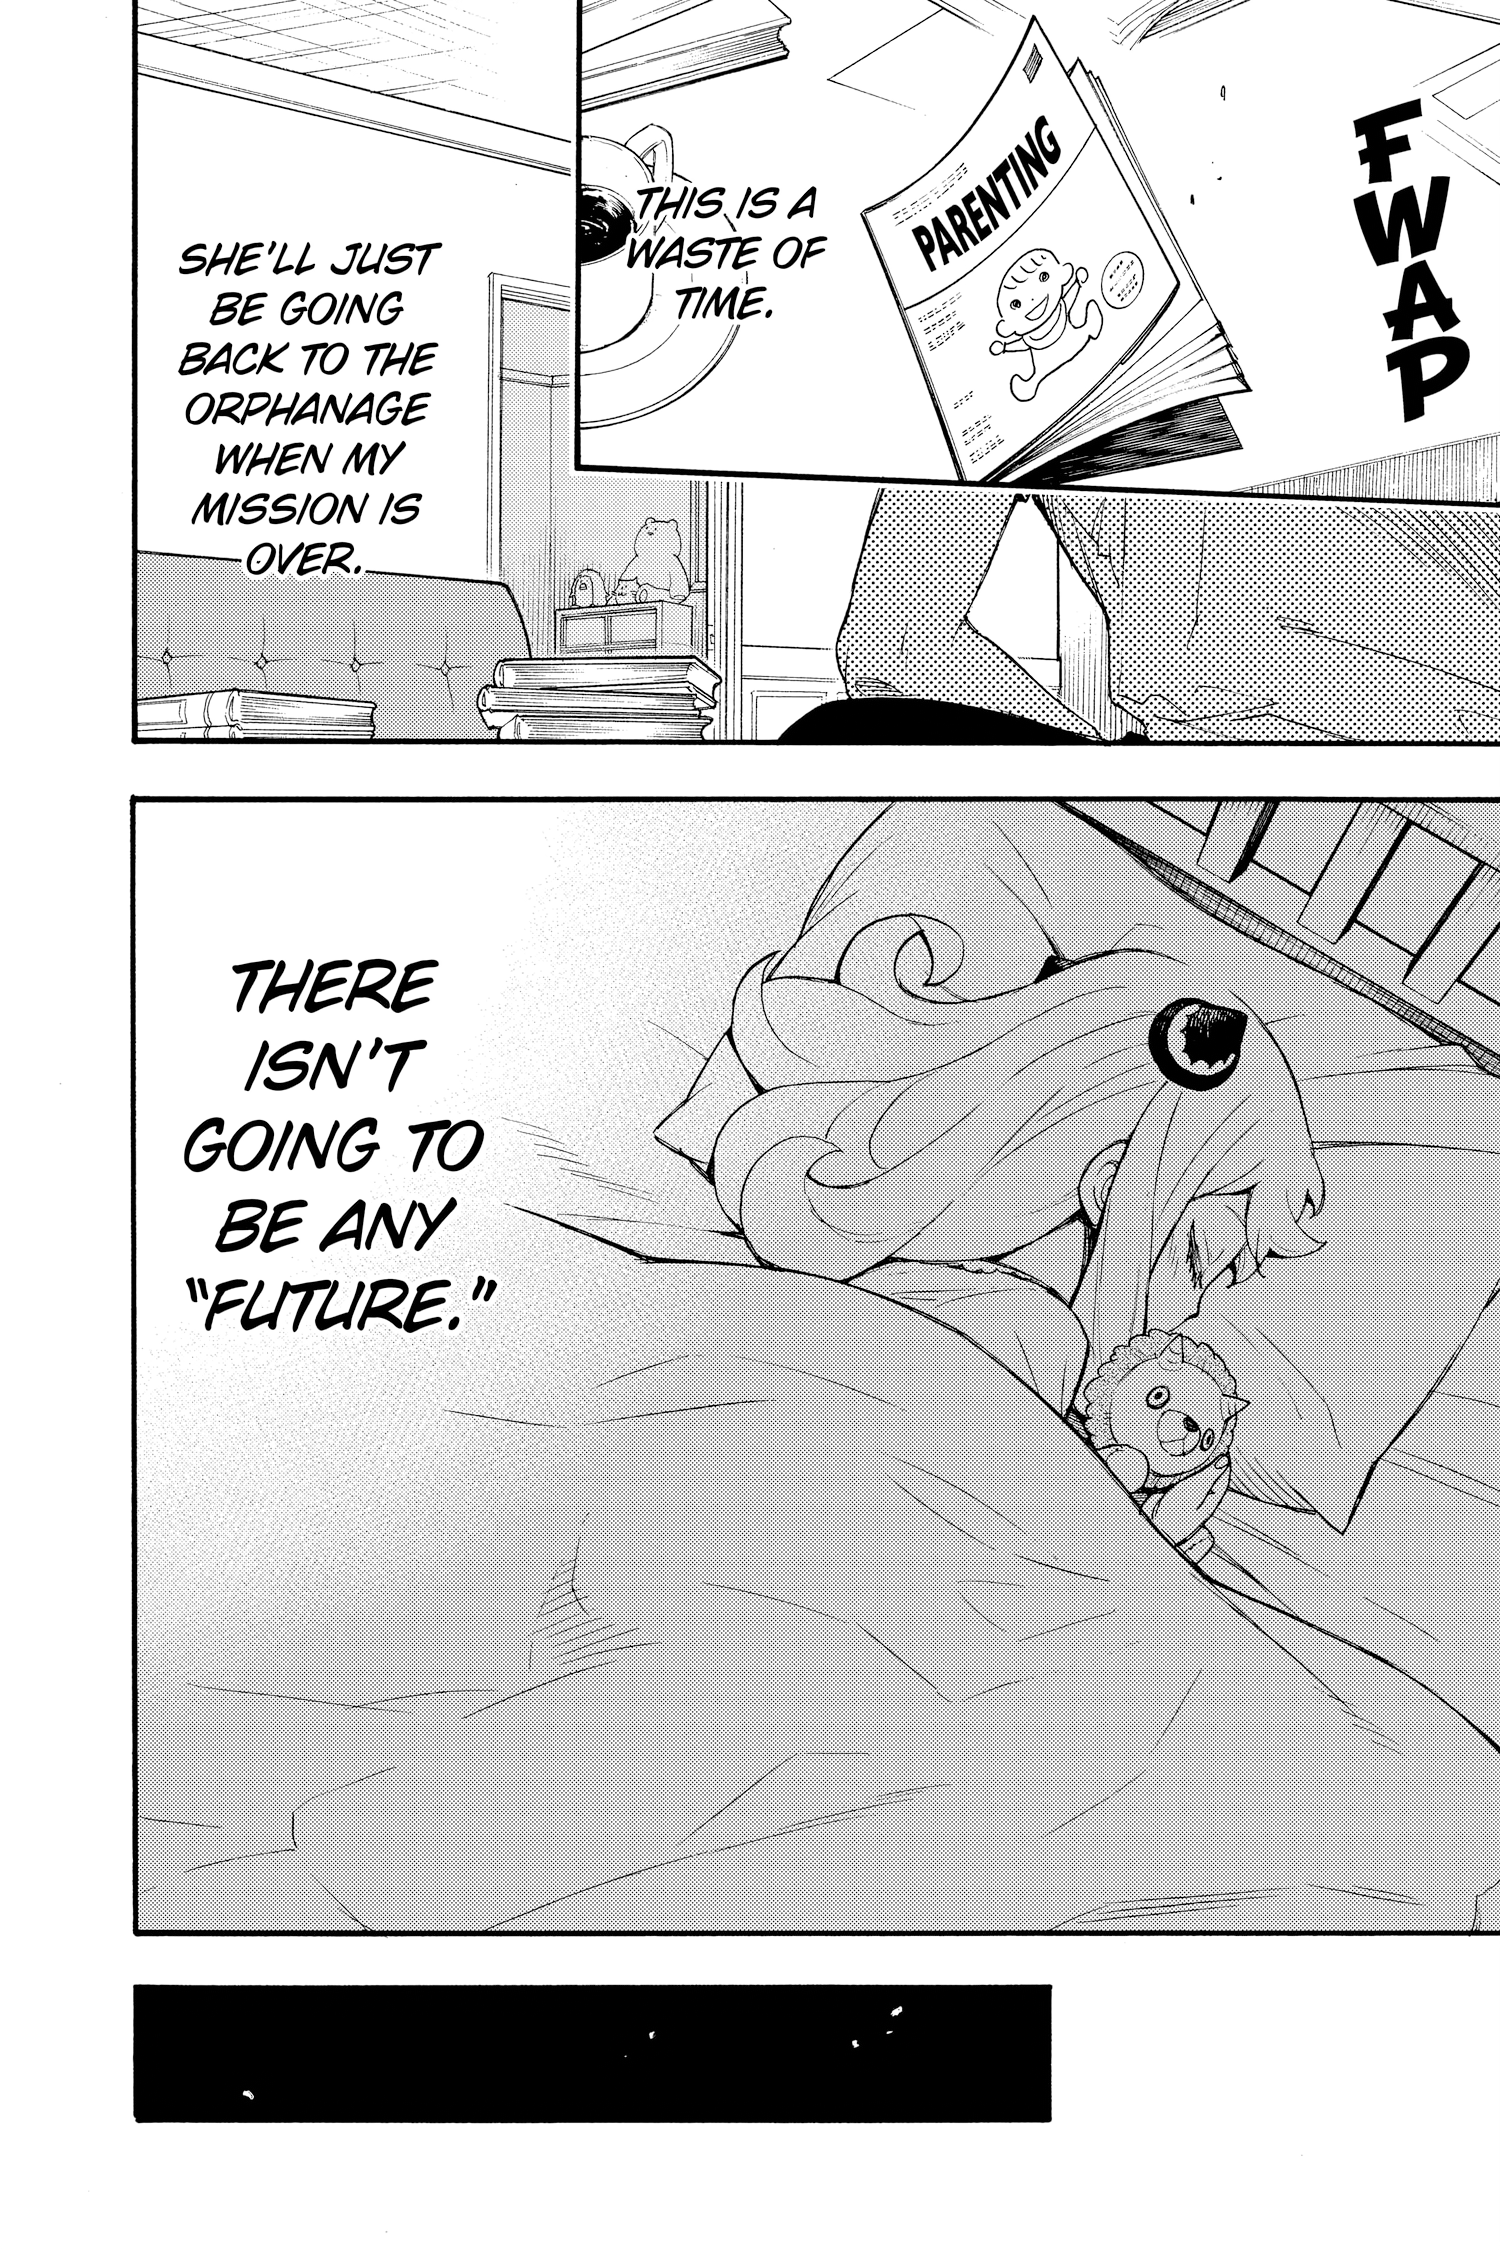 FWAP
PARENTING
THIS IS A
WASTE OF
TIME.
SHE'LL JUST
BE GOING
BACK TO THE
ORPHANAGE
WHEN MY
MISSION IS
OVER.
THERE
ISN'T
GOING TO
BE ANY
"FUTURE."